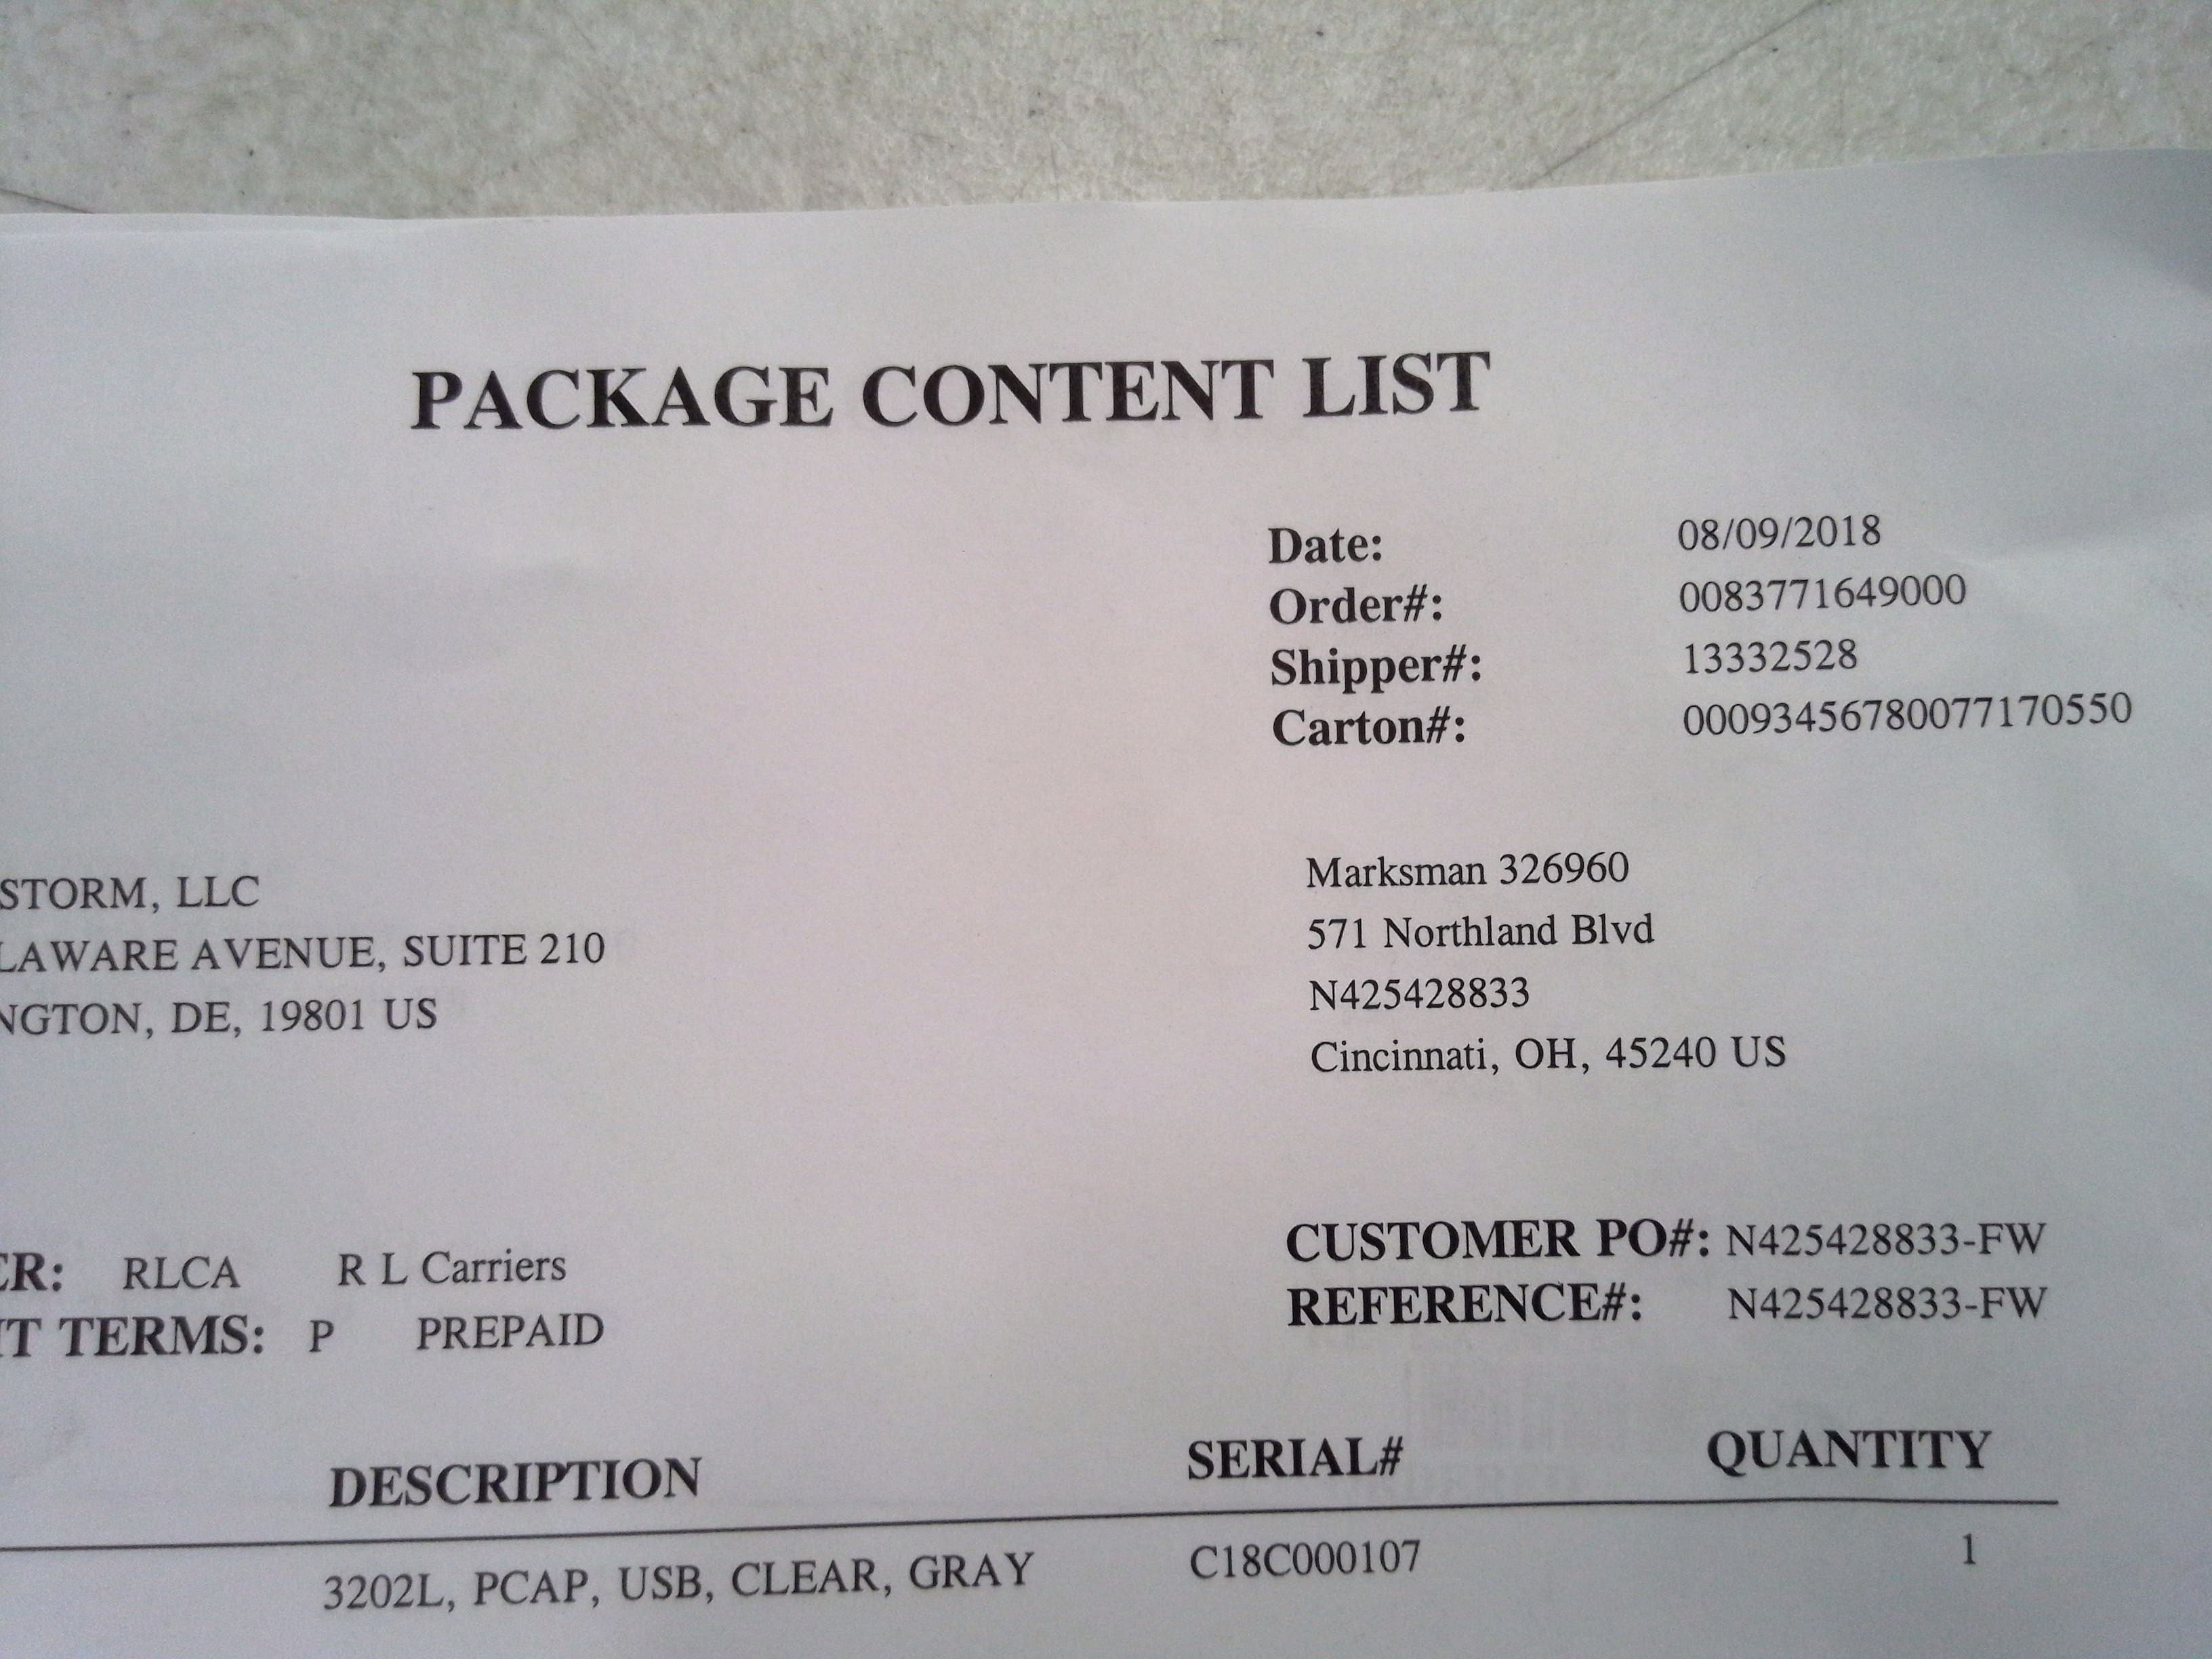 PACKAGE CONTENT LIST
Date: 08/09/2018
Order#: 0083771649000
Shipper#: 13332528
Carton#: 00093456780077170550
STORM, LLC
LAWARE AVENUE, SUITE 210
NGTON, DE, 19801 US
Marksman 326960
571 Northland Blvd
N425428833
Cincinnati, OH, 45240 US
ER: RLCA R L Carriers
IT TERMS: P PREPAID
CUSTOMER PO#: N425428833-FW
REFERENCE#: N425428833-FW
DESCRIPTION SERIAL# QUANTITY
3202L, PCAP, USB, CLEAR, GRAY C18C000107 1